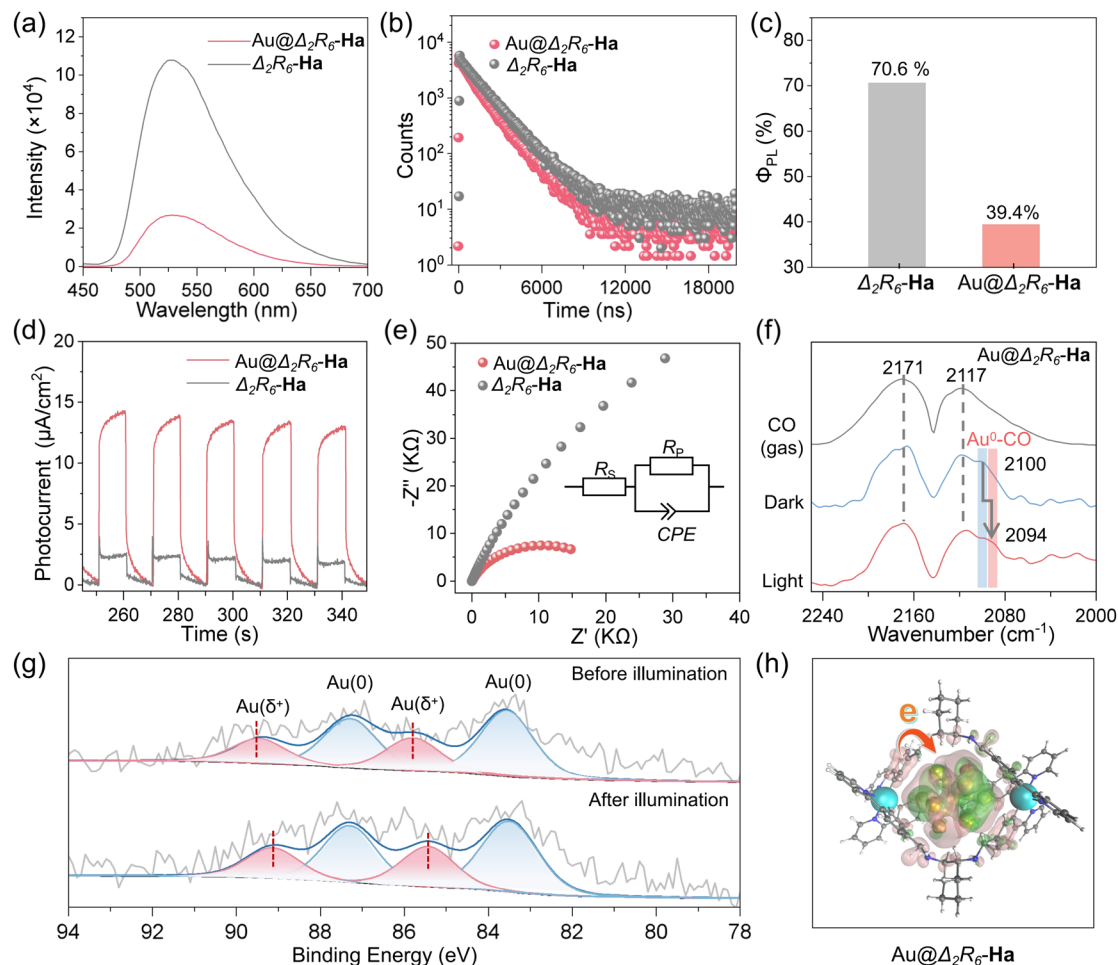 (a)
Au@Δ₂R₆-Ha
Δ₂R₆-Ha
Intensity (×10⁴)
12
10
8
6
4
2
0
450 500 550 600 650 700
Wavelength (nm)
(b)
Au@Δ₂R₆-Ha
Δ₂R₆-Ha
Counts
10⁵
10⁴
10³
10²
10¹
10⁰
0 6000 12000 18000
Time (ns)
(c)
Φ_PL (%)
80
70
60
50
40
30
70.6 %
39.4%
Δ₂R₆-Ha Au@Δ₂R₆-Ha
(d)
Au@Δ₂R₆-Ha
Δ₂R₆-Ha
Photocurrent (μA/cm²)
20
15
10
5
0
260 280 300 320 340
Time (s)
(e)
Au@Δ₂R₆-Ha
Δ₂R₆-Ha
-Z'' (KΩ)
50
40
30
20
10
0
R_S
R_P
CPE
0 10 20 30 40
Z' (KΩ)
(f)
Au@Δ₂R₆-Ha
2171 2117
CO
(gas)
Au⁰-CO
2100
Dark
2094
Light
2240 2160 2080 2000
Wavenumber (cm⁻¹)
(g)
Before illumination
Au(δ⁺) Au(0) Au(δ⁺) Au(0)
After illumination
94 92 90 88 86 84 82 80 78
Binding Energy (eV)
(h)
e
Au@Δ₂R₆-Ha